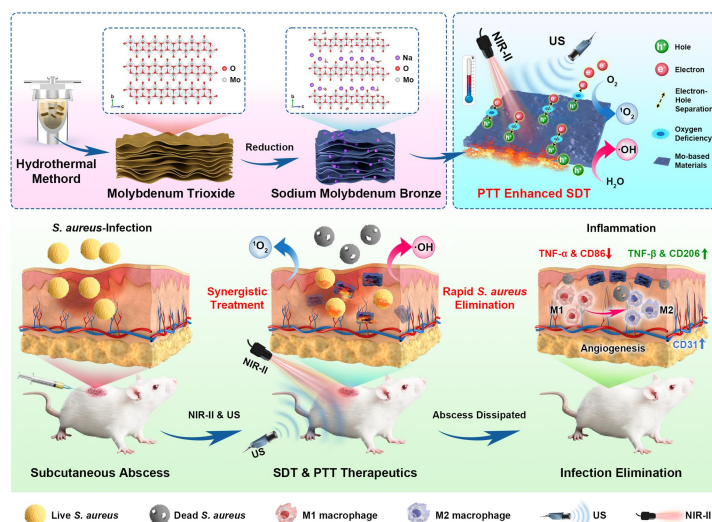 O
Mo
b
c
Na
O
Mo
b
c
Hydrothermal
Methord
Molybdenum Trioxide
Reduction
Sodium Molybdenum Bronze
NIR-II
US
O₂
¹O₂
·OH
H₂O
e⁻
e⁻
e⁻
e⁻
e⁻
e⁻
h⁺
h⁺
h⁺
h⁺
h⁺
h⁺
PTT Enhanced SDT
h⁺ Hole
e⁻ Electron
Electron-
Hole
Separation
Oxygen
Deficiency
Mo-based
Materials
S. aureus-Infection
¹O₂
·OH
Synergistic
Treatment
Rapid S. aureus
Elimination
Inflammation
TNF-α & CD86↓
TNF-β & CD206↑
M1
M2
Angiogenesis
CD31↑
NIR-II
US
NIR-II & US
Abscess Dissipated
Subcutaneous Abscess
SDT & PTT Therapeutics
Infection Elimination
Live S. aureus
Dead S. aureus
M1 macrophage
M2 macrophage
US
NIR-II